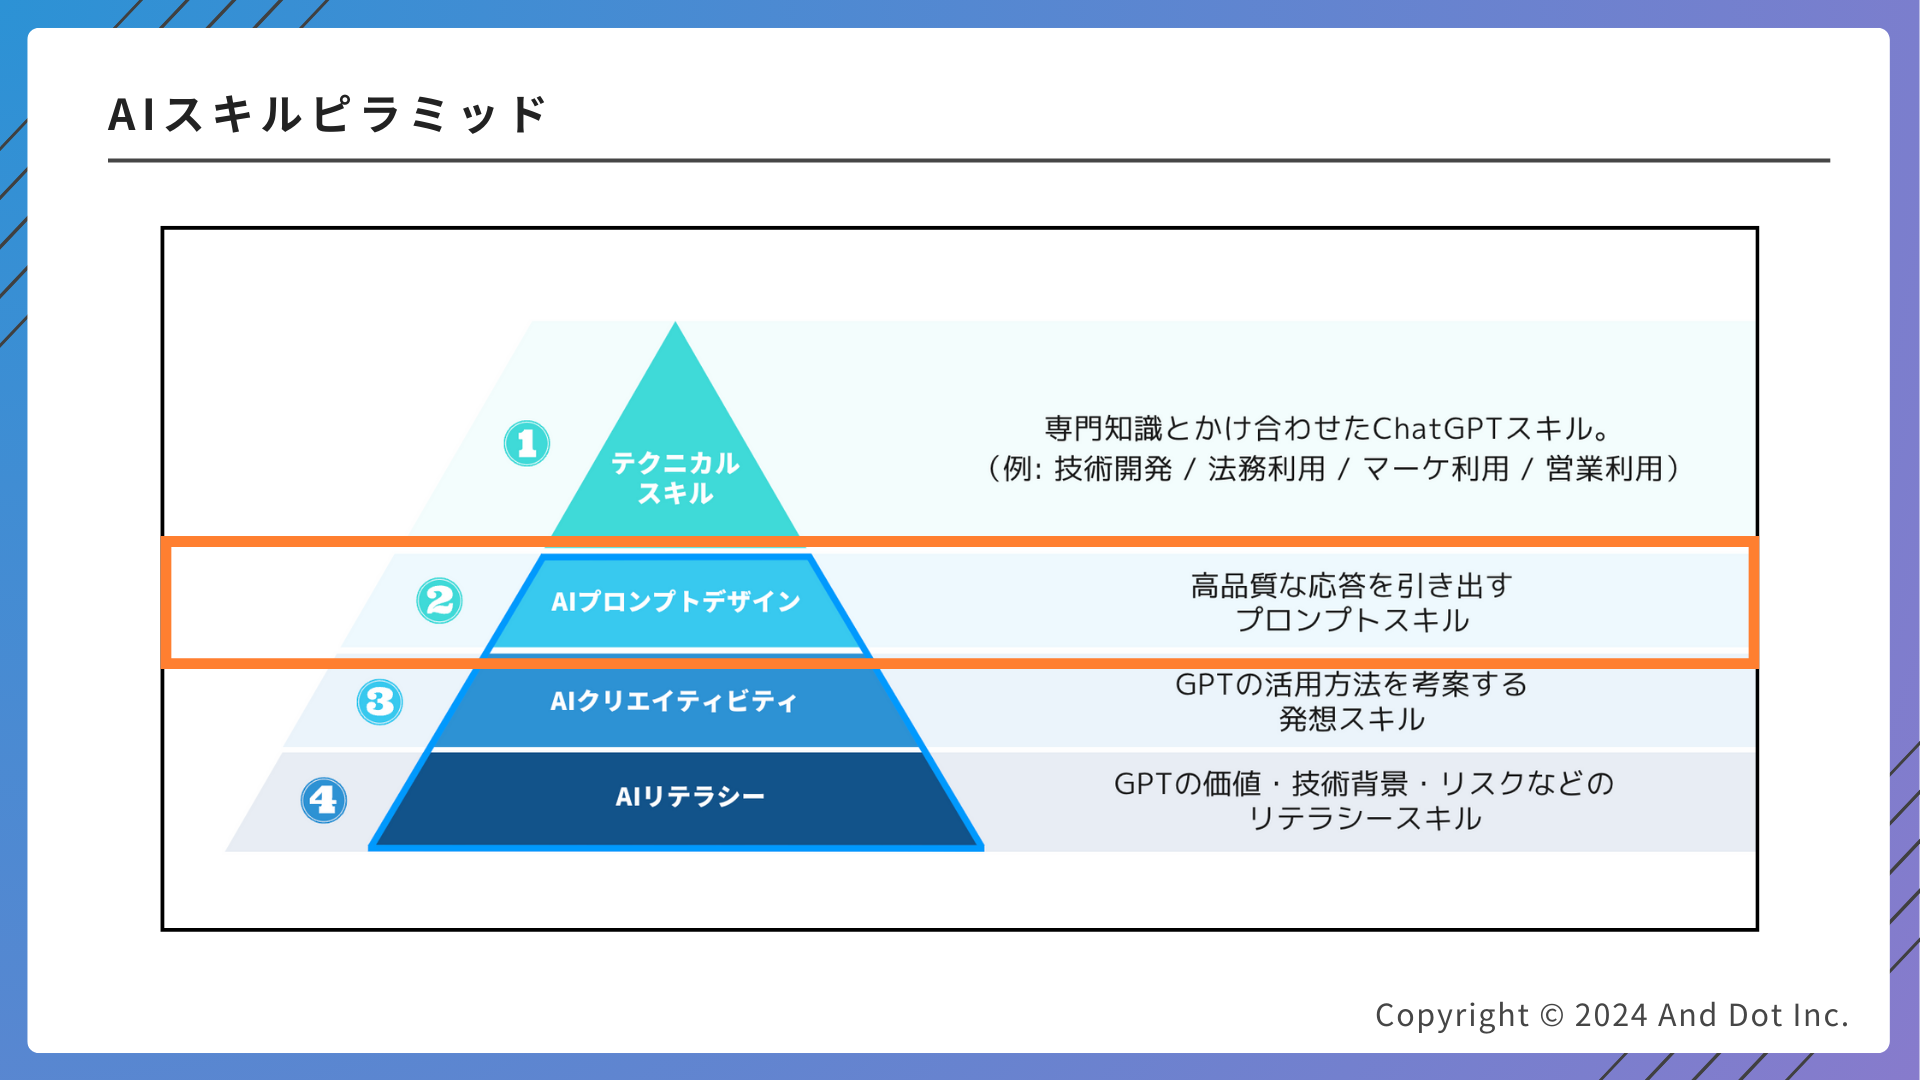 AIスキルピラミッド
1
テクニカル
スキル
専門知識とかけ合わせたChatGPTスキル。
（例: 技術開発 / 法務利用 / マーケ利用 / 営業利用）
2
AIプロンプトデザイン
高品質な応答を引き出す
プロンプトスキル
3
AIクリエイティビティ
GPTの活用方法を考案する
発想スキル
4
AIリテラシー
GPTの価値・技術背景・リスクなどの
リテラシースキル
Copyright © 2024 And Dot Inc.